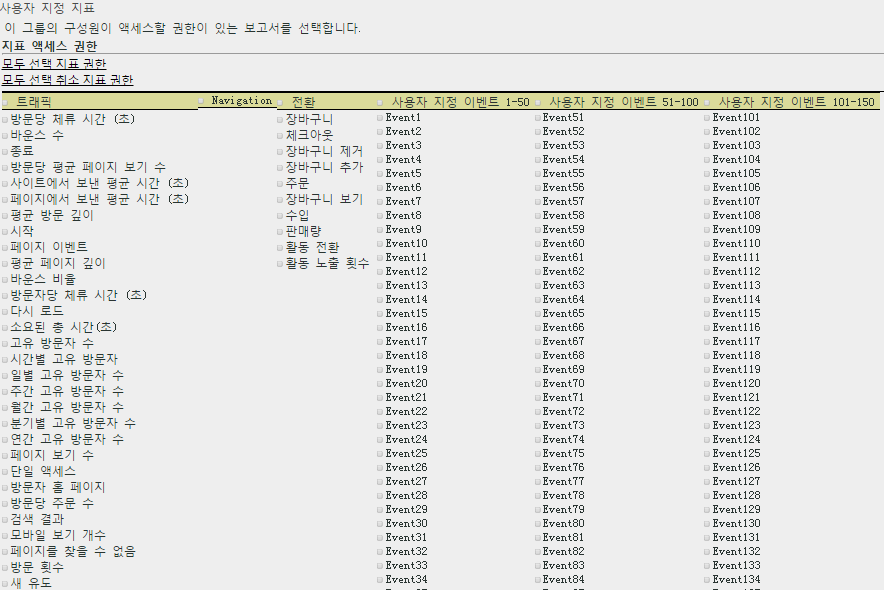 사용자 지정 지표
이 그룹의 구성원이 액세스할 권한이 있는 보고서를 선택합니다.
지표 액세스 권한
모두 선택 지표 권한
모두 선택 취소 지표 권한
트래픽
방문당 체류 시간 (초)
바운스 수
종료
방문당 평균 페이지 보기 수
사이트에서 보낸 평균 시간 (초)
페이지에서 보낸 평균 시간 (초)
평균 방문 깊이
시작
페이지 이벤트
평균 페이지 깊이
바운스 비율
방문자당 체류 시간 (초)
다시 로드
소요된 총 시간(초)
고유 방문자 수
시간별 고유 방문자
일별 고유 방문자 수
주간 고유 방문자 수
월간 고유 방문자 수
분기별 고유 방문자 수
연간 고유 방문자 수
페이지 보기 수
단일 액세스
방문자 홈 페이지
방문당 주문 수
검색 결과
모바일 보기 개수
페이지를 찾을 수 없음
방문 횟수
새 유도
Navigation
전환
장바구니
체크아웃
장바구니 제거
장바구니 추가
주문
장바구니 보기
수입
판매량
활동 전환
활동 노출 횟수
사용자 지정 이벤트 1-50
Event1
Event2
Event3
Event4
Event5
Event6
Event7
Event8
Event9
Event10
Event11
Event12
Event13
Event14
Event15
Event16
Event17
Event18
Event19
Event20
Event21
Event22
Event23
Event24
Event25
Event26
Event27
Event28
Event29
Event30
Event31
Event32
Event33
Event34
사용자 지정 이벤트 51-100
Event51
Event52
Event53
Event54
Event55
Event56
Event57
Event58
Event59
Event60
Event61
Event62
Event63
Event64
Event65
Event66
Event67
Event68
Event69
Event70
Event71
Event72
Event73
Event74
Event75
Event76
Event77
Event78
Event79
Event80
Event81
Event82
Event83
Event84
사용자 지정 이벤트 101-150
Event101
Event102
Event103
Event104
Event105
Event106
Event107
Event108
Event109
Event110
Event111
Event112
Event113
Event114
Event115
Event116
Event117
Event118
Event119
Event120
Event121
Event122
Event123
Event124
Event125
Event126
Event127
Event128
Event129
Event130
Event131
Event132
Event133
Event134